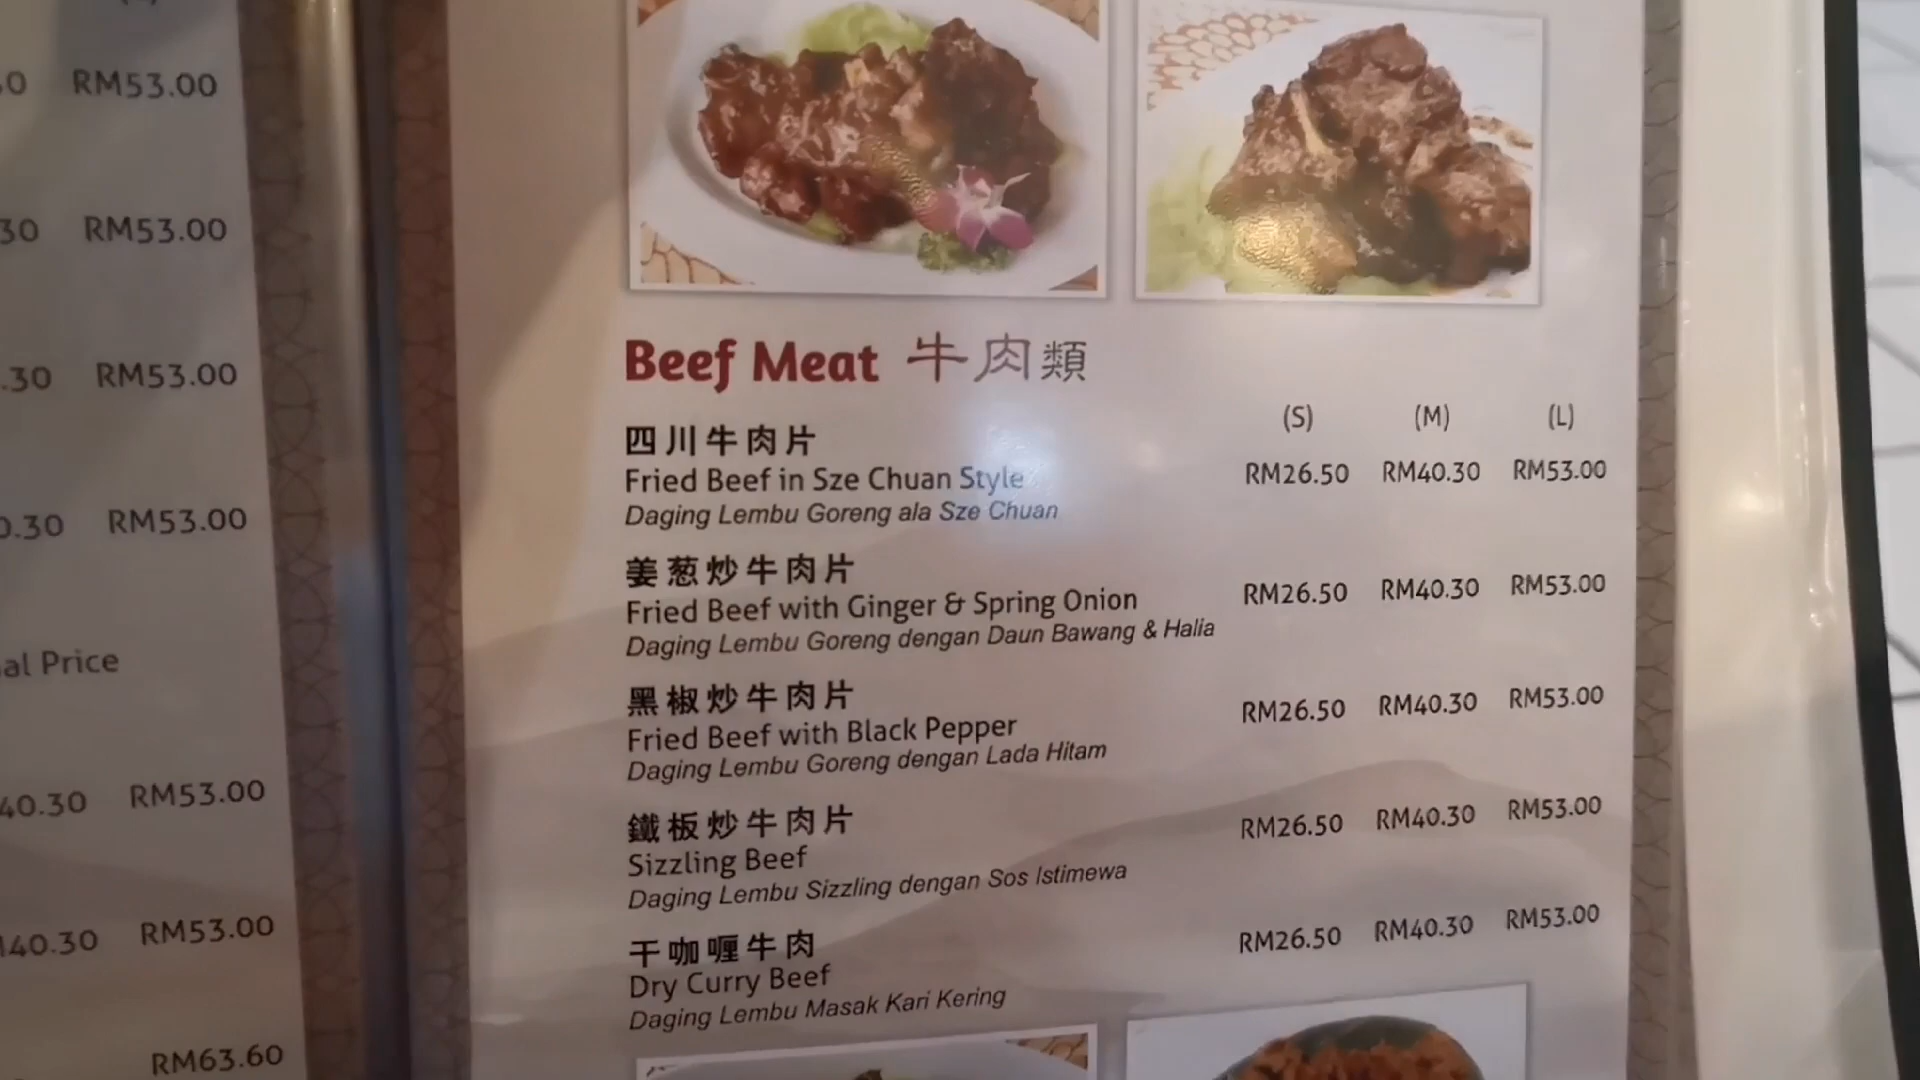 RM53.00
30 RM53.00
.30 RM53.00
0.30 RM53.00
Price
40.30 RM53.00
40.30 RM53.00
RM63.60
Beef Meat 牛肉類
(S) (M) (L)
四川牛肉片
Fried Beef in Sze Chuan Style RM26.50 RM40.30 RM53.00
Daging Lembu Goreng ala Sze Chuan
姜葱炒牛肉片
Fried Beef with Ginger & Spring Onion RM26.50 RM40.30 RM53.00
Daging Lembu Goreng dengan Daun Bawang & Halia
黑椒炒牛肉片
Fried Beef with Black Pepper RM26.50 RM40.30 RM53.00
Daging Lembu Goreng dengan Lada Hitam
鐵板炒牛肉片
Sizzling Beef RM26.50 RM40.30 RM53.00
Daging Lembu Sizzling dengan Sos Istimewa
干咖喱牛肉
Dry Curry Beef RM26.50 RM40.30 RM53.00
Daging Lembu Masak Kari Kering